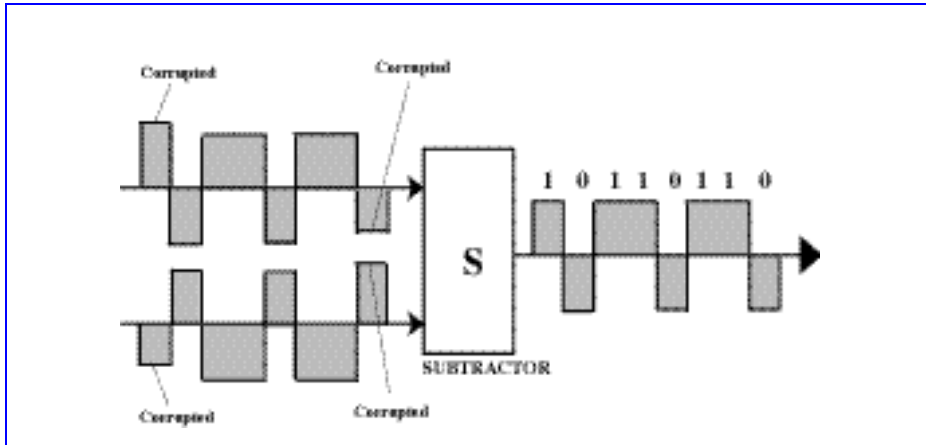 Corrupted
Corrupted
1 0 1 1 0 1 1 0
S
SUBTRACTOR
Corrupted
Corrupted